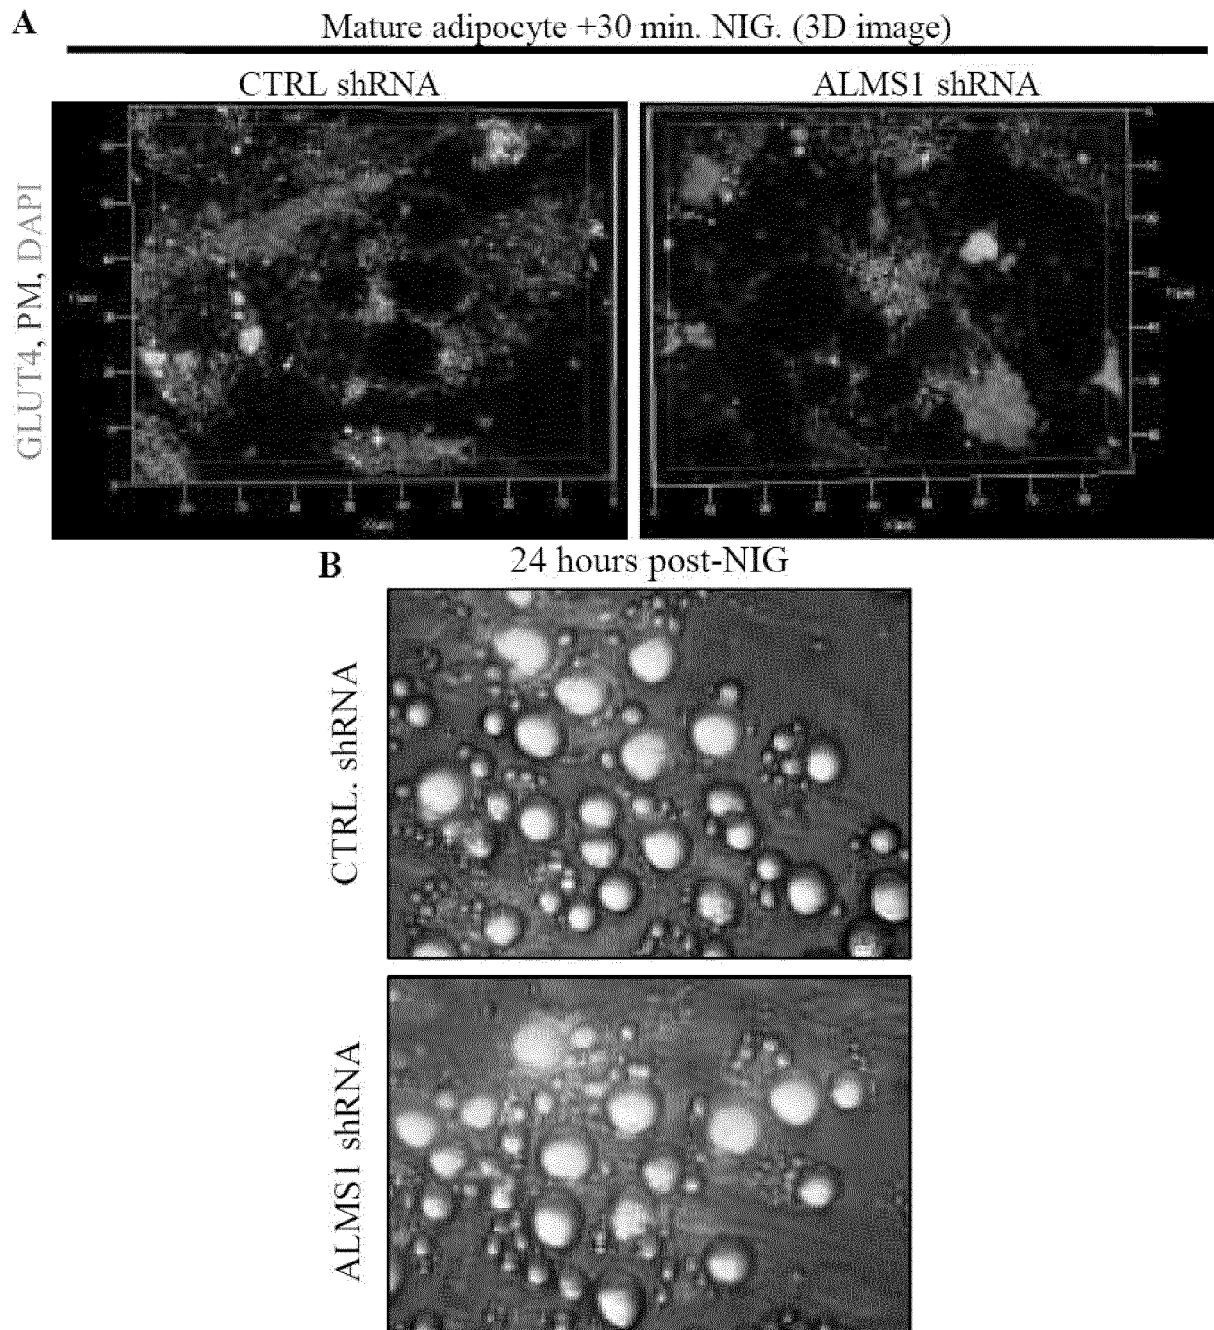 A
Mature adipocyte +30 min. NIG. (3D image)
CTRL shRNA
ALMS1 shRNA
GLUT4, PM, DAPI
B
24 hours post-NIG
CTRL. shRNA
ALMS1 shRNA